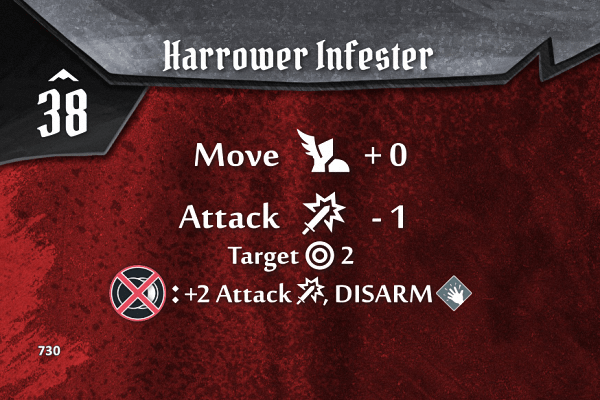 Harrower Infester
38
Move + 0
Attack - 1
Target 2
: +2 Attack , DISARM
730